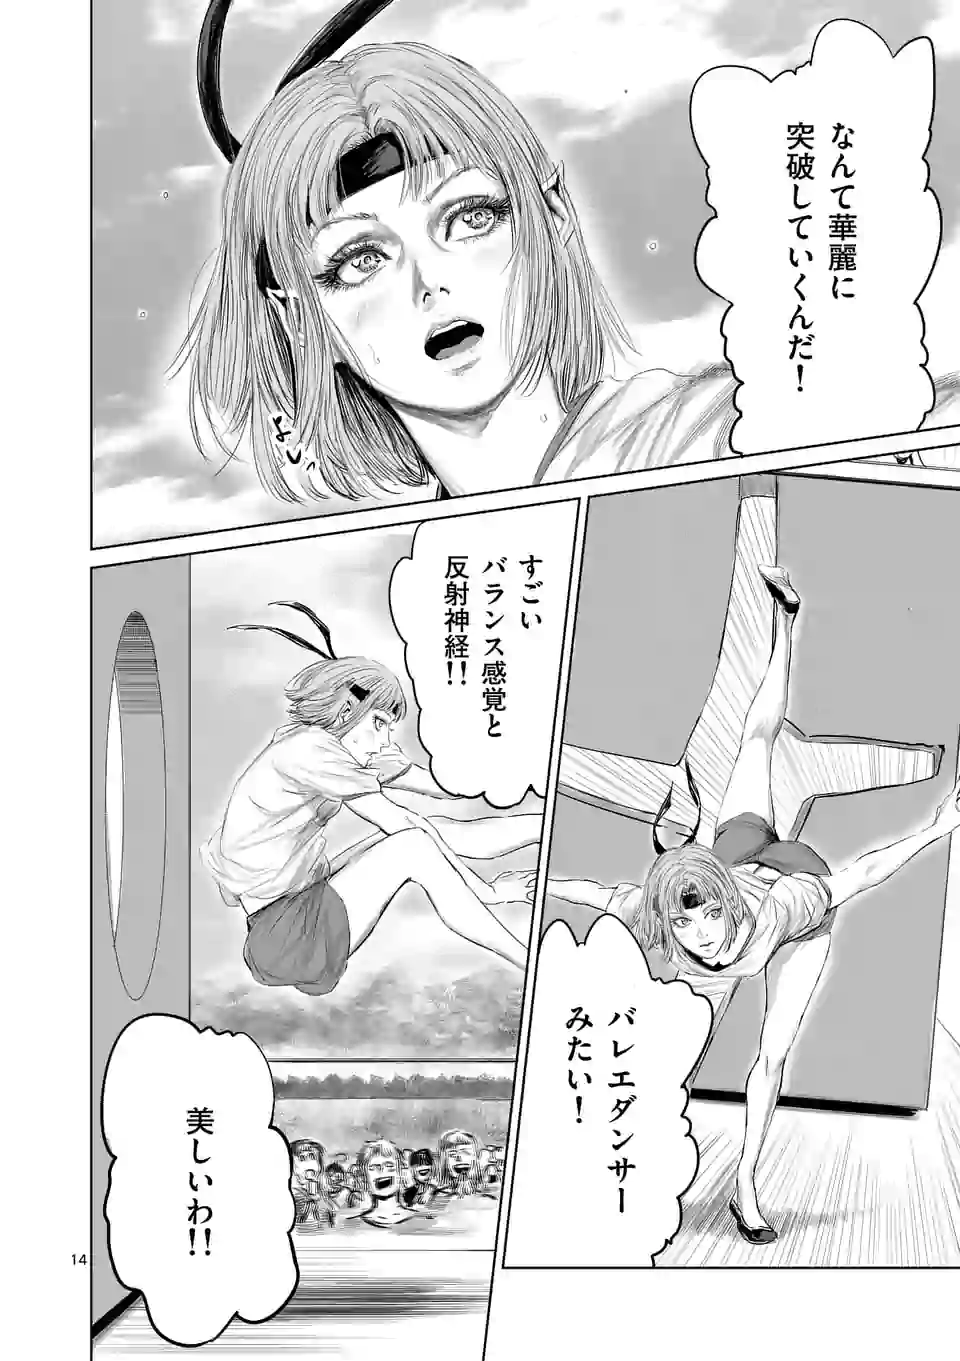 なんて華麗に
突破していくんだ！
よしっ
バレエダンサー
みたい！
すごい
バランス感覚と
反射神経!!
美しいわ!!
14